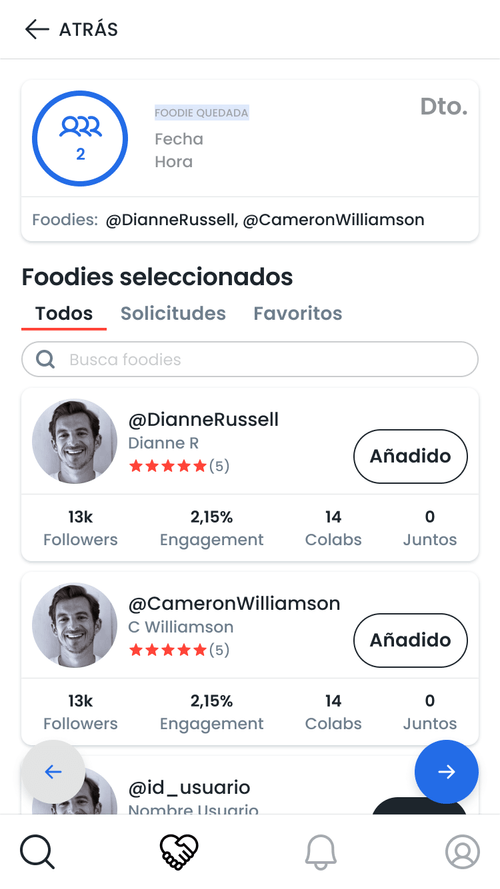 ATRÁS
FOODIE QUEDADA
Dto.
Fecha
Hora
2
Foodies: @DianneRussell, @CameronWilliamson
Foodies seleccionados
Todos Solicitudes Favoritos
Busca foodies
@DianneRussell
Dianne R
(5)
Añadido
13k 2,15% 14 0
Followers Engagement Colabs Juntos
@CameronWilliamson
C Williamson
(5)
Añadido
13k 2,15% 14 0
Followers Engagement Colabs Juntos
@id_usuario
Nombre Usuario